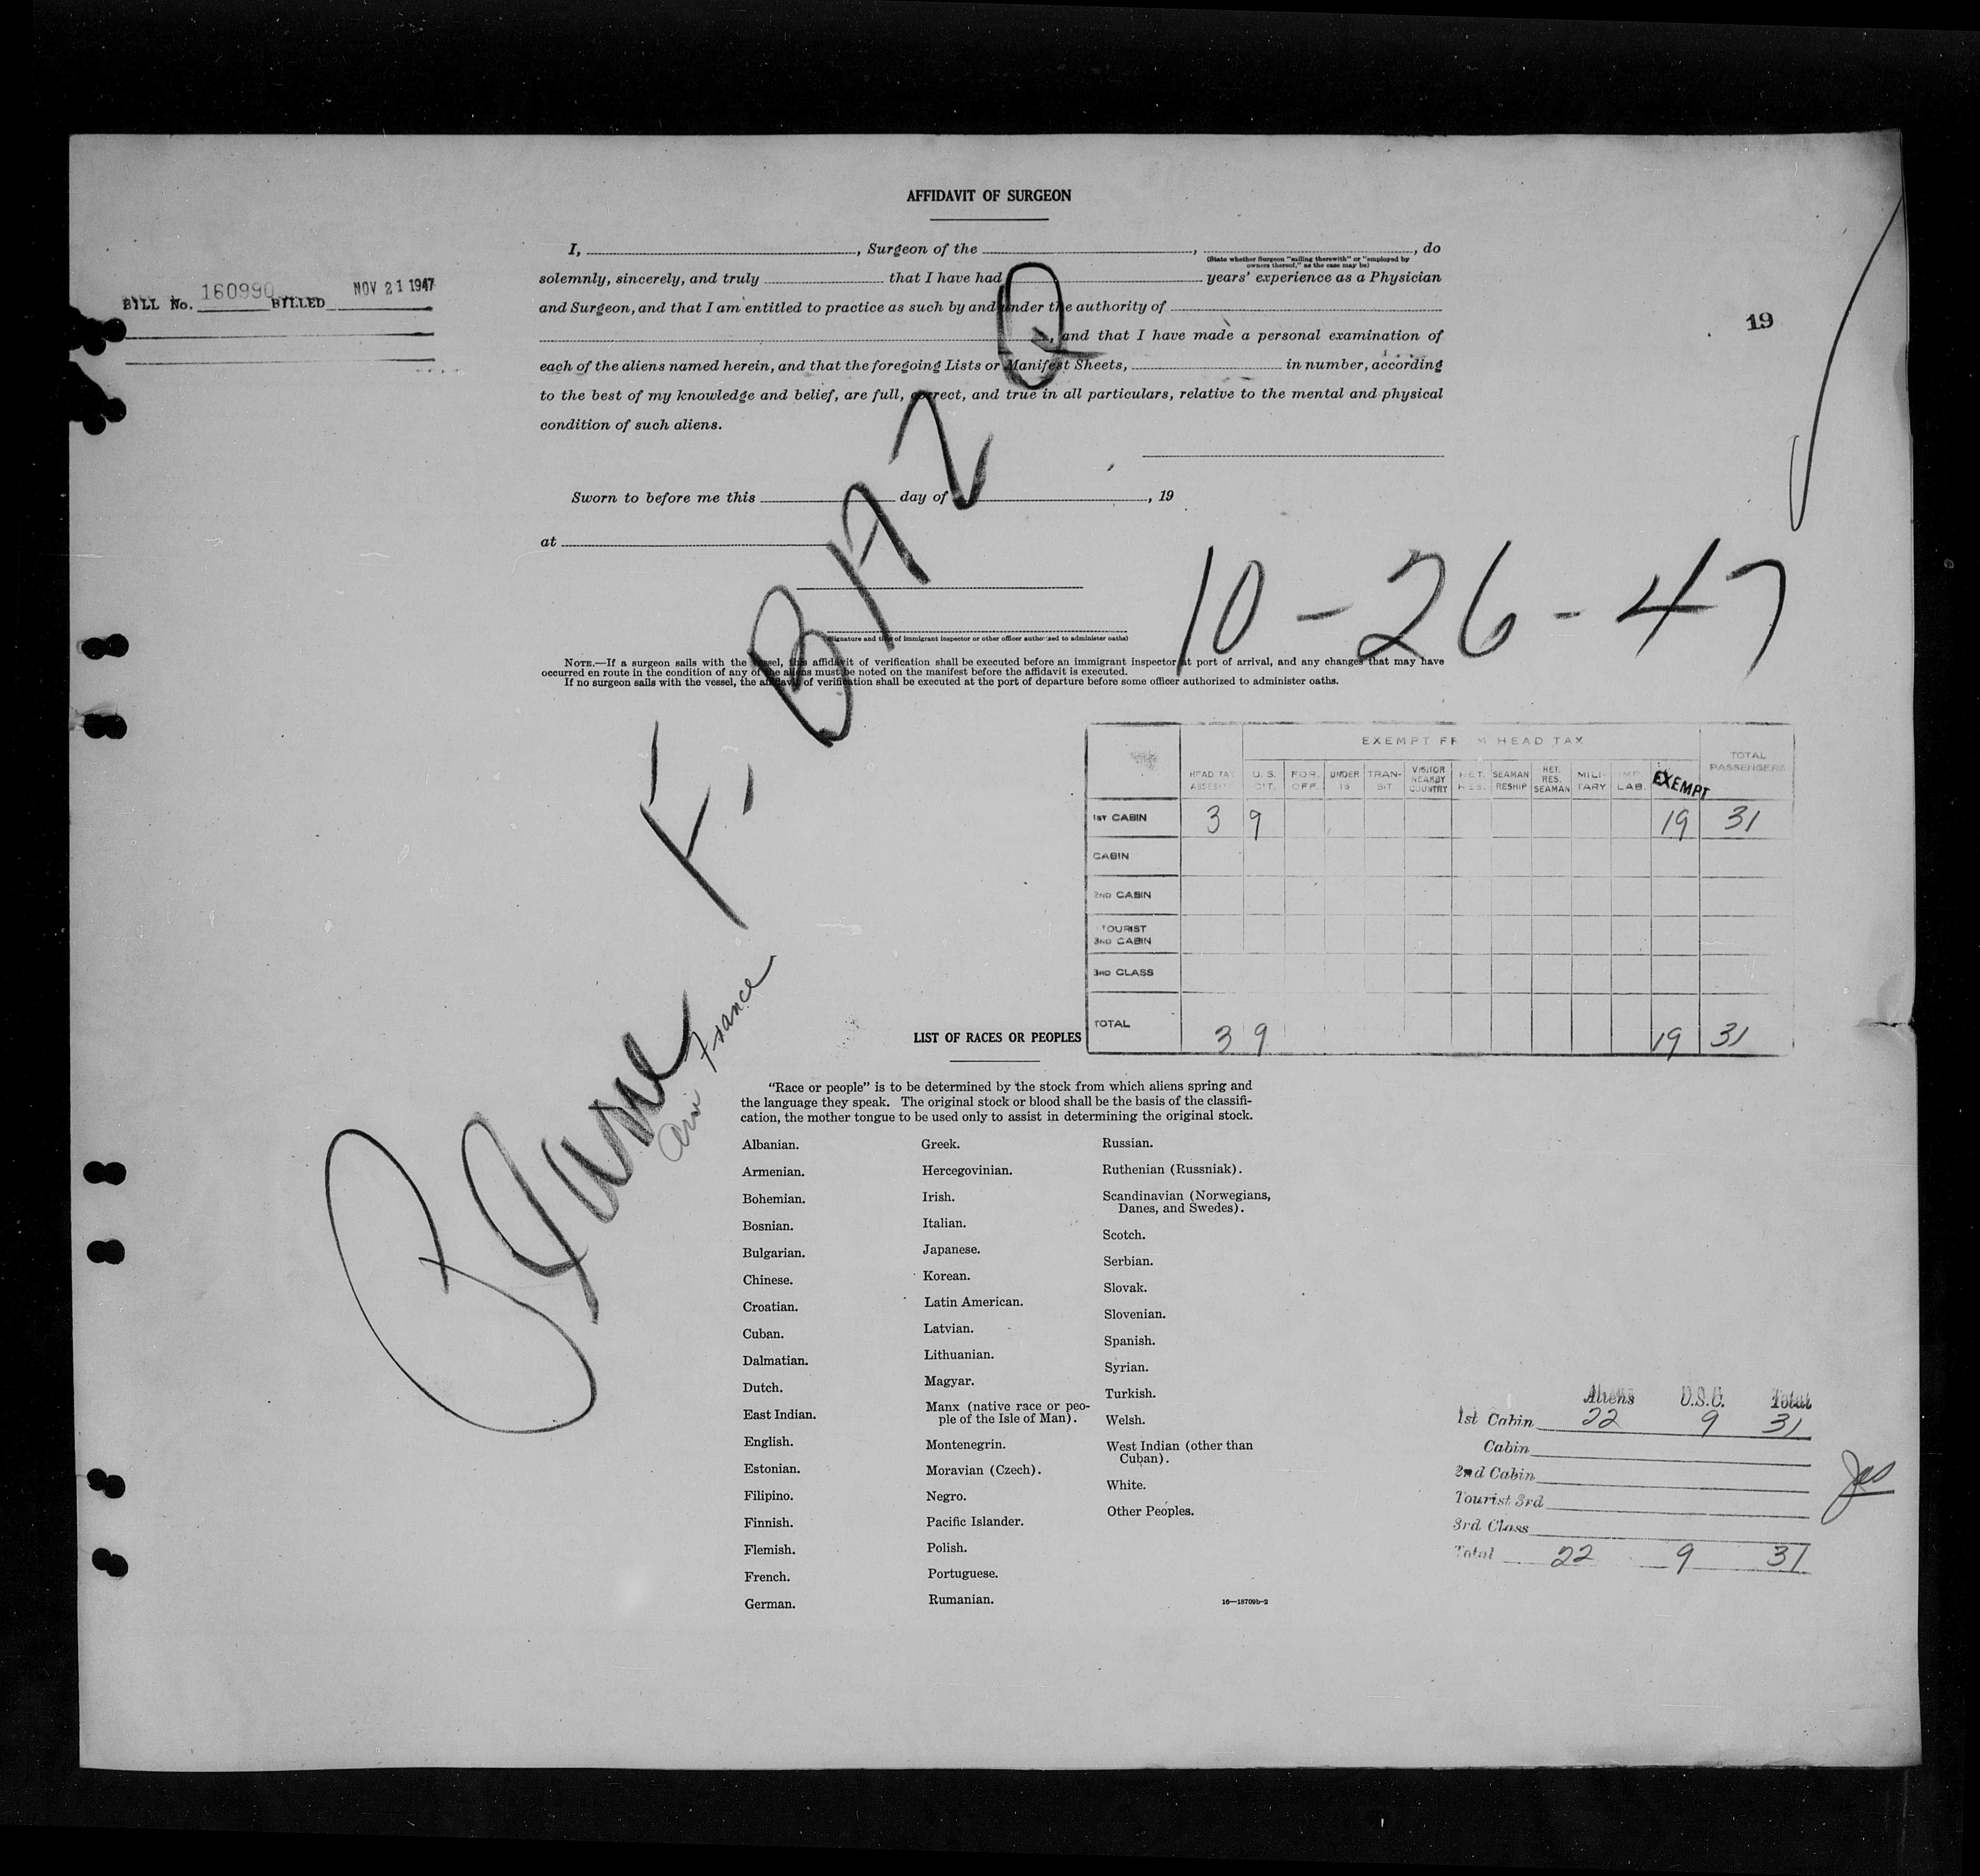 AFFIDAVIT OF SURGEON
I, , Surgeon of the , , do
(State whether Surgeon "sailing therewith" or "employed by
owners thereof," as the case may be)
solemnly, sincerely, and truly that I have had years' experience as a Physician
and Surgeon, and that I am entitled to practice as such by and under the authority of
, and that I have made a personal examination of
each of the aliens named herein, and that the foregoing Lists or Manifest Sheets, in number, according
to the best of my knowledge and belief, are full, correct, and true in all particulars, relative to the mental and physical
condition of such aliens.
BILL No. 160990 BILLED NOV 21 1947
19
Sworn to before me this day of , 19
at
(Signature and title of immigrant inspector or other officer authorized to administer oaths)
10-26-47
NOTE.—If a surgeon sails with the vessel, this affidavit of verification shall be executed before an immigrant inspector at port of arrival, and any changes that may have
occurred en route in the condition of any of the aliens must be noted on the manifest before the affidavit is executed.
If no surgeon sails with the vessel, the affidavit of verification shall be executed at the port of departure before some officer authorized to administer oaths.
Plane F. BAZQ
Air France
EXEMPT FROM HEAD TAX
HEAD TAX ASSESSED U.S. CIT. FOR. OFF. UNDER 16 TRAN-SIT VISITOR NEARBY COUNTRY RET. RES. SEAMAN RESHIP RET. RES. SEAMAN MILI-TARY IMP. LAB. EXEMPT TOTAL PASSENGERS
1ST CABIN 3 9 19 31
CABIN
2ND CABIN
TOURIST
3RD CABIN
3RD CLASS
TOTAL 3 9 19 31
LIST OF RACES OR PEOPLES
"Race or people" is to be determined by the stock from which aliens spring and
the language they speak. The original stock or blood shall be the basis of the classifi-
cation, the mother tongue to be used only to assist in determining the original stock.
Albanian.
Armenian.
Bohemian.
Bosnian.
Bulgarian.
Chinese.
Croatian.
Cuban.
Dalmatian.
Dutch.
East Indian.
English.
Estonian.
Filipino.
Finnish.
Flemish.
French.
German.
Greek.
Hercegovinian.
Irish.
Italian.
Japanese.
Korean.
Latin American.
Latvian.
Lithuanian.
Magyar.
Manx (native race or peo-
ple of the Isle of Man).
Montenegrin.
Moravian (Czech).
Negro.
Pacific Islander.
Polish.
Portuguese.
Rumanian.
Russian.
Ruthenian (Russniak).
Scandinavian (Norwegians,
Danes, and Swedes).
Scotch.
Serbian.
Slovak.
Slovenian.
Spanish.
Syrian.
Turkish.
Welsh.
West Indian (other than
Cuban).
White.
Other Peoples.
16—18709b-2
Aliens U.S.C. Total
1st Cabin 22 9 31
Cabin
2nd Cabin
Tourist 3rd
3rd Class
Total 22 9 31